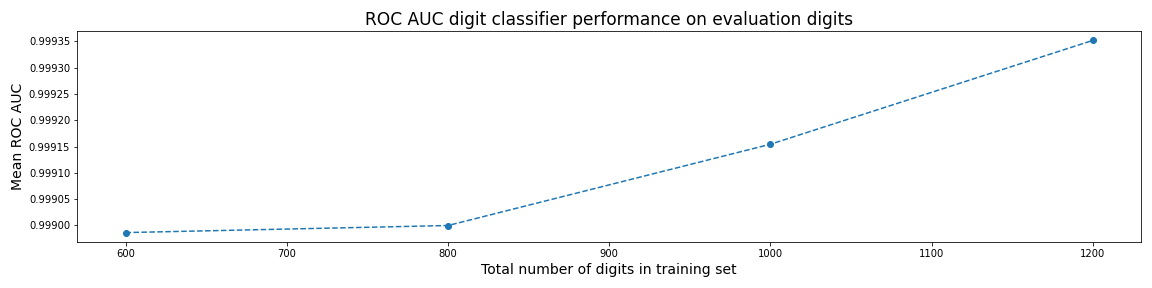 ROC AUC digit classifier performance on evaluation digits
Mean ROC AUC
0.99935
0.99930
0.99925
0.99920
0.99915
0.99910
0.99905
0.99900
600 700 800 900 1000 1100 1200
Total number of digits in training set